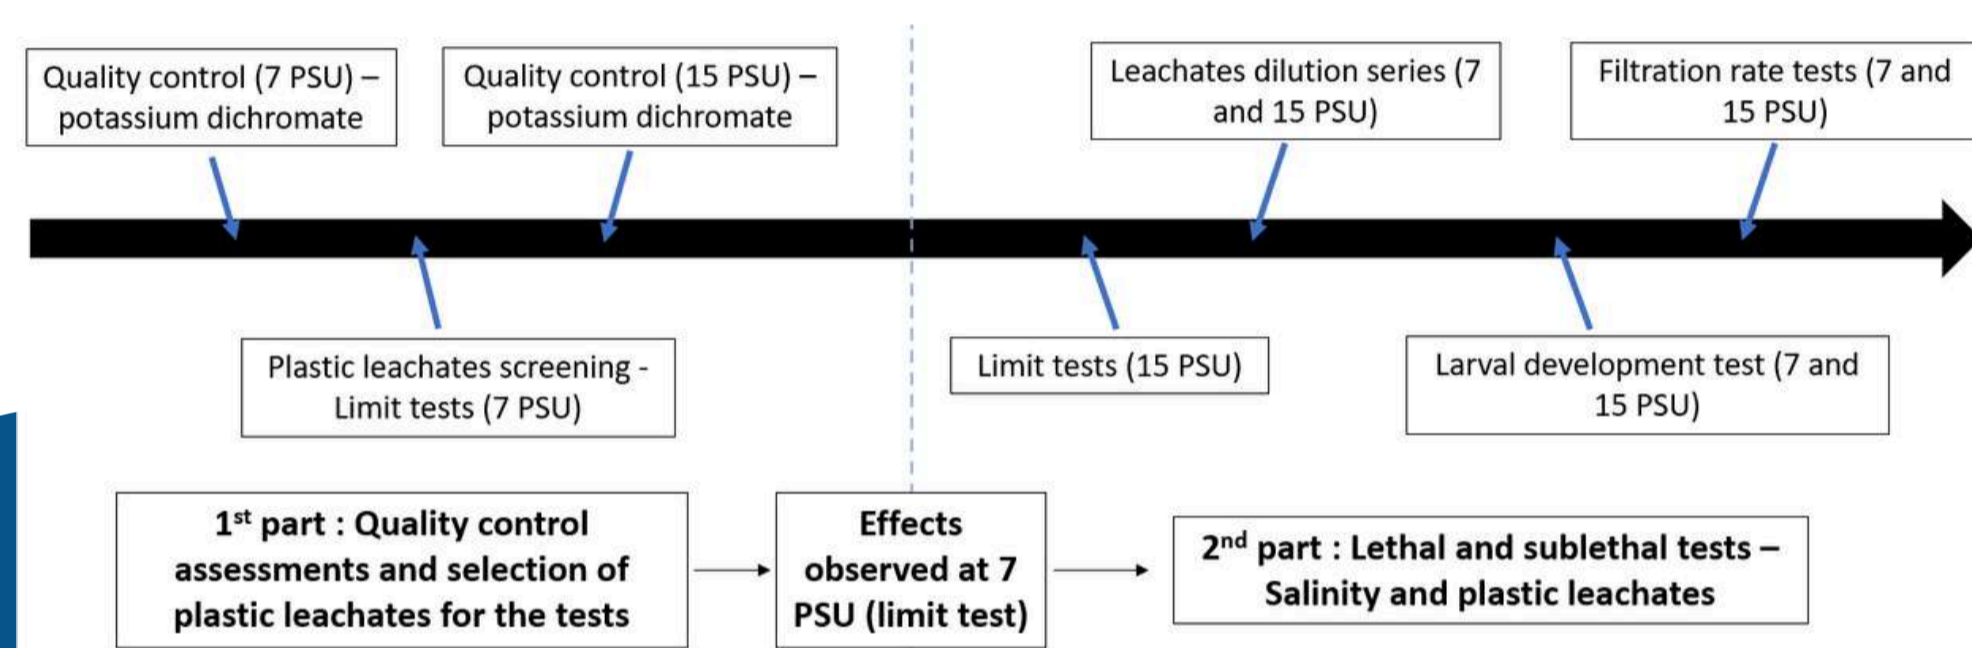 Quality control (7 PSU) –
potassium dichromate
Quality control (15 PSU) –
potassium dichromate
Leachates dilution series (7
and 15 PSU)
Filtration rate tests (7 and
15 PSU)
Plastic leachates screening -
Limit tests (7 PSU)
Limit tests (15 PSU)
Larval development test (7 and
15 PSU)
1st part : Quality control
assessments and selection of
plastic leachates for the tests
Effects
observed at 7
PSU (limit test)
2nd part : Lethal and sublethal tests –
Salinity and plastic leachates